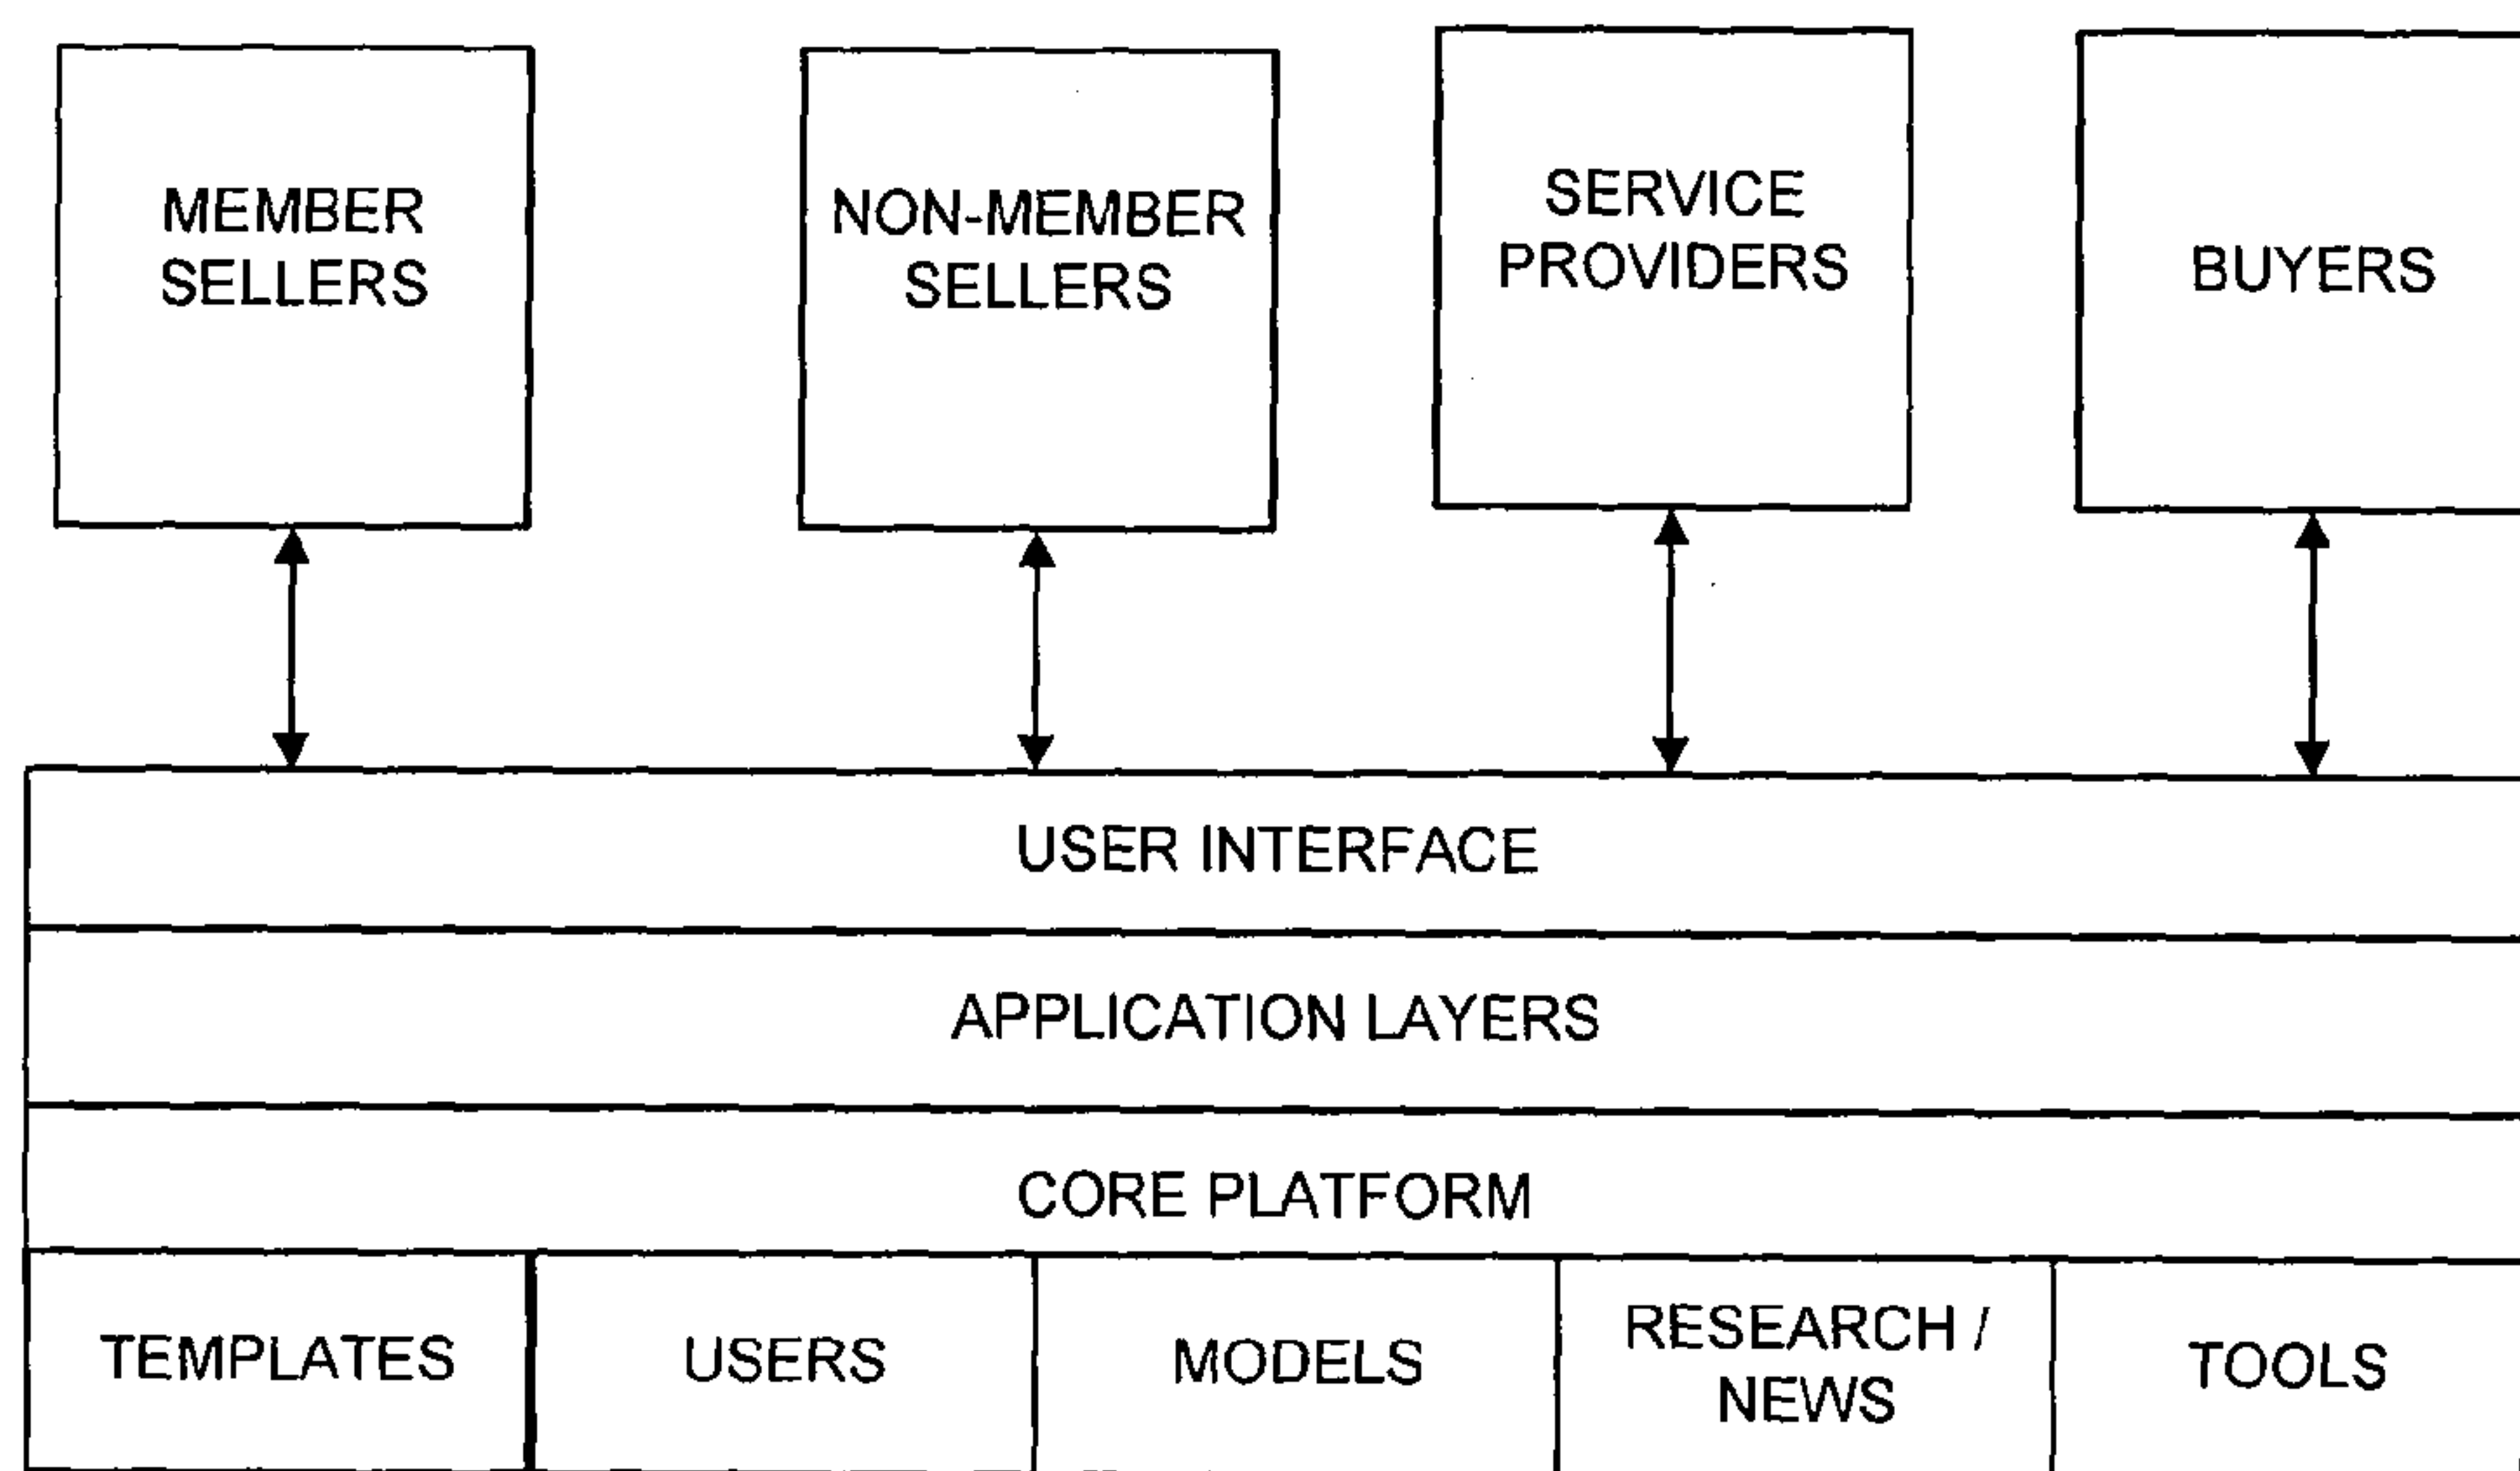 MEMBER
SELLERS
NON-MEMBER
SELLERS
SERVICE
PROVIDERS
BUYERS
USER INTERFACE
APPLICATION LAYERS
CORE PLATFORM
TEMPLATES
USERS
MODELS
RESEARCH /
NEWS
TOOLS